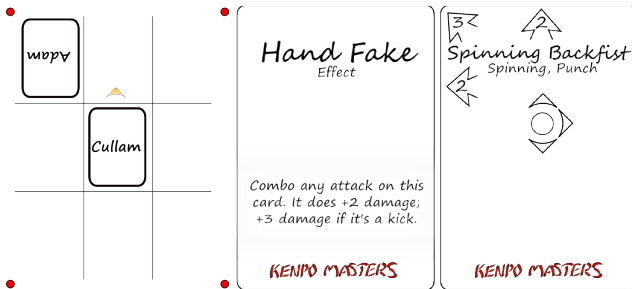 Adam
Cullam
Hand Fake
Effect
Combo any attack on this
card. It does +2 damage;
+3 damage if it's a kick.
KENPO MASTERS
3
2
Spinning Backfist
Spinning, Punch
2
KENPO MASTERS